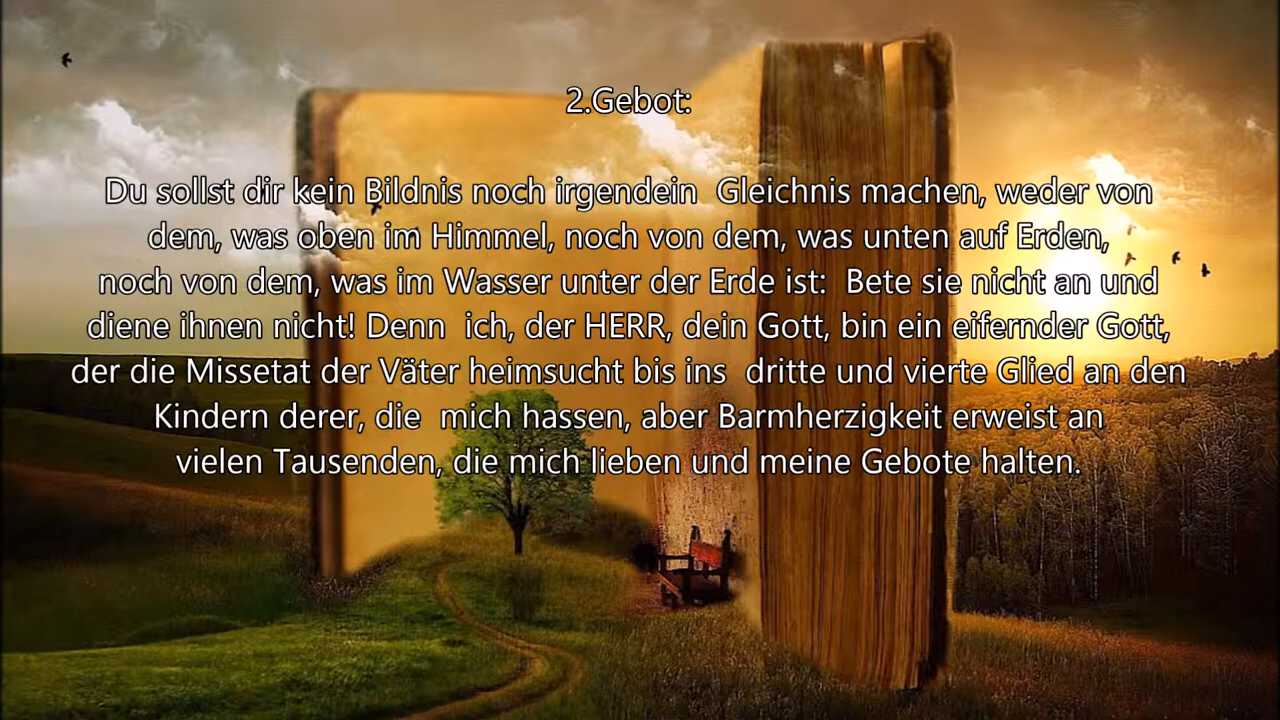 2.Gebot:
Du sollst dir kein Bildnis noch irgendein  Gleichnis machen, weder von
dem, was oben im Himmel, noch von dem, was unten auf Erden,
noch von dem, was im Wasser unter der Erde ist:  Bete sie nicht an und
diene ihnen nicht! Denn  ich, der HERR, dein Gott, bin ein eifernder Gott,
der die Missetat der Väter heimsucht bis ins  dritte und vierte Glied an den
Kindern derer, die  mich hassen, aber Barmherzigkeit erweist an
vielen Tausenden, die mich lieben und meine Gebote halten.